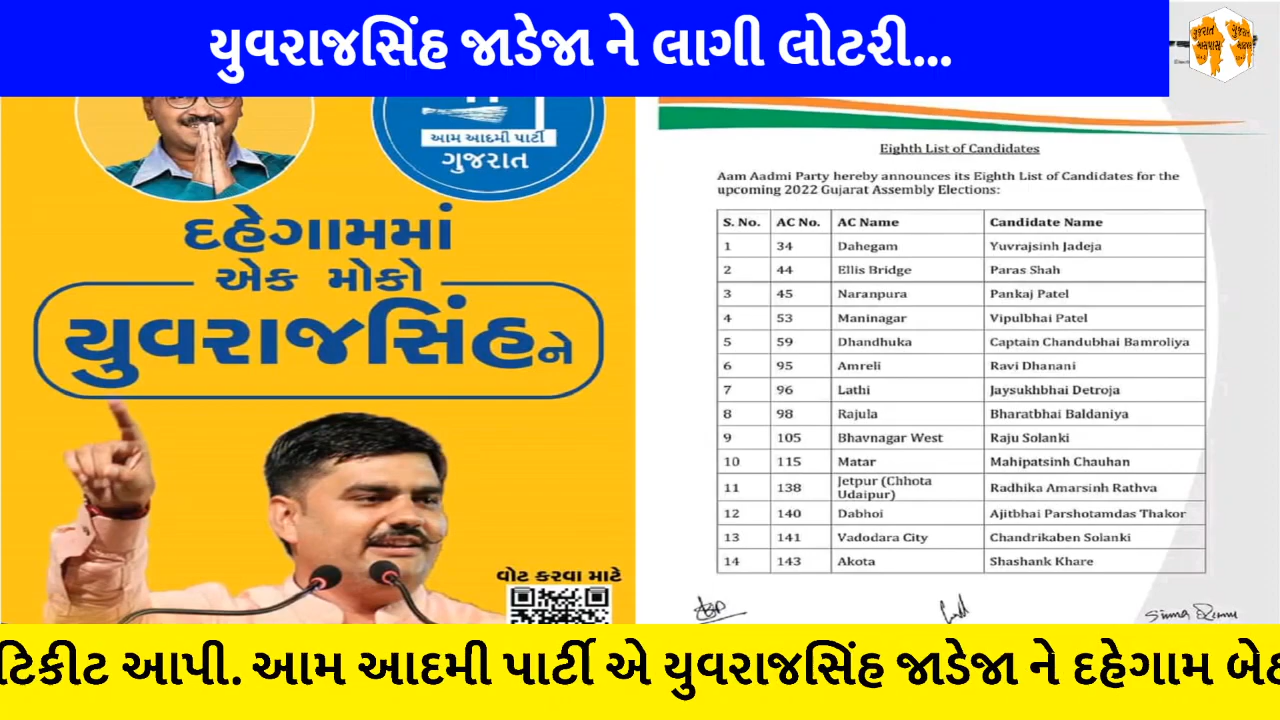 યુવરાજસિંહ જાડેજા ને લાગી લોટરી...
ગુજરાત
ગુજરાત
આમ આદમી પાર્ટી
ગુજરાત
દહેગામમાં
એક મોકો
યુવરાજસિંહને
વોટ કરવા માટે
Eighth List of Candidates
Aam Aadmi Party hereby announces its Eighth List of Candidates for the
upcoming 2022 Gujarat Assembly Elections:
S. No. AC No. AC Name Candidate Name
1 34 Dahegam Yuvrajsinh Jadeja
2 44 Ellis Bridge Paras Shah
3 45 Naranpura Pankaj Patel
4 53 Maninagar Vipulbhai Patel
5 59 Dhandhuka Captain Chandubhai Bamroliya
6 95 Amreli Ravi Dhanani
7 96 Lathi Jaysukhbhai Detroja
8 98 Rajula Bharatbhai Baldaniya
9 105 Bhavnagar West Raju Solanki
10 115 Matar Mahipatsinh Chauhan
11 138 Jetpur (Chhota Udaipur) Radhika Amarsinh Rathva
12 140 Dabhoi Ajitbhai Parshotamdas Thakor
13 141 Vadodara City Chandrikaben Solanki
14 143 Akota Shashank Khare
ટિકીટ આપી. આમ આદમી પાર્ટી એ યુવરાજસિંહ જાડેજા ને દહેગામ